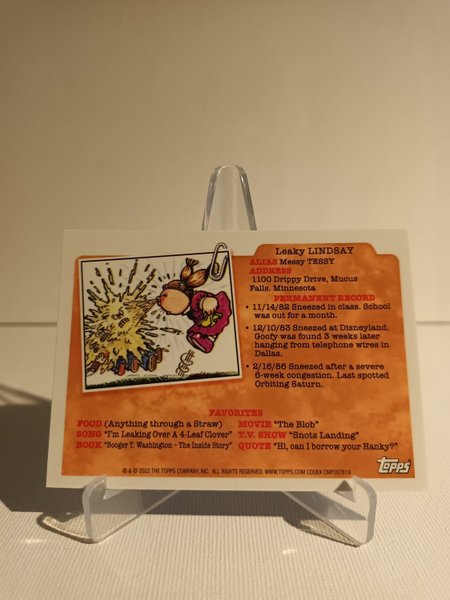 Leaky LINDSAY
ALIAS Messy TESSY
ADDRESS
1100 Drippy Drive, Mucus
Falls, Minnesota
PERMANENT RECORD
• 11/14/82 Sneezed in class. School
was out for a month.
• 12/10/83 Sneezed at Disneyland.
Goofy was found 3 weeks later
hanging from telephone wires in
Dallas.
• 2/16/86 Sneezed after a severe
6-week congestion. Last spotted
Orbiting Saturn.
FAVORITES
FOOD (Anything through a Straw)
SONG "I'm Leaking Over A 4-Leaf Clover"
BOOK "Booger T. Washington - The Inside Story"
MOVIE "The Blob"
T.V. SHOW "Snots Landing"
QUOTE "Hi, can I borrow your Hanky?"
® & © 2022 THE TOPPS COMPANY, INC. ALL RIGHTS RESERVED. WWW.TOPPS.COM CODE# CMP057619
Topps